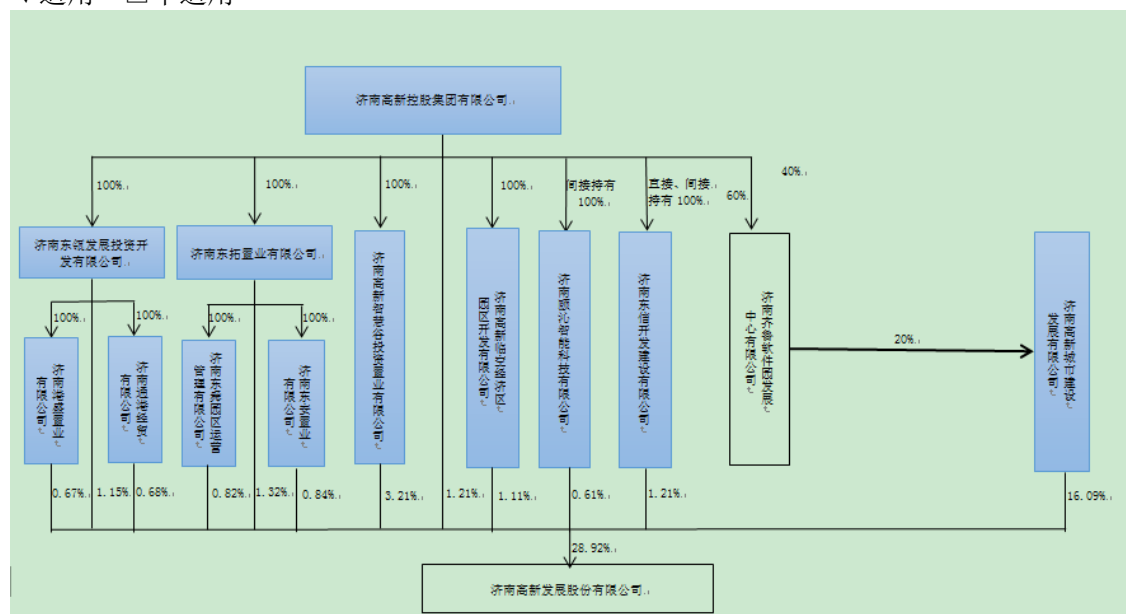 济南高新控股集团有限公司
100%
100%
100%
100%
间接持有
100%
直接、间接
持有 100%
60%
40%
济南东领发展投资开
发有限公司
济南东拓置业有限公司
济南高新智慧谷投资置业有限公司
济南高新临空经济区
园区开发有限公司
济南颐沁智能科技有限公司
济南东信开发建设有限公司
济南齐鲁软件园发展
中心有限公司
20%
济南高新城市建设
发展有限公司
100%
100%
100%
100%
济南港盛置业
有限公司
济南通港经贸
有限公司
济南东舜园区运营
管理有限公司
济南东泰置业
有限公司
0.67%
1.15%
0.68%
0.82%
1.32%
0.84%
3.21%
1.21%
1.11%
0.61%
1.21%
16.09%
28.92%
济南高新发展股份有限公司